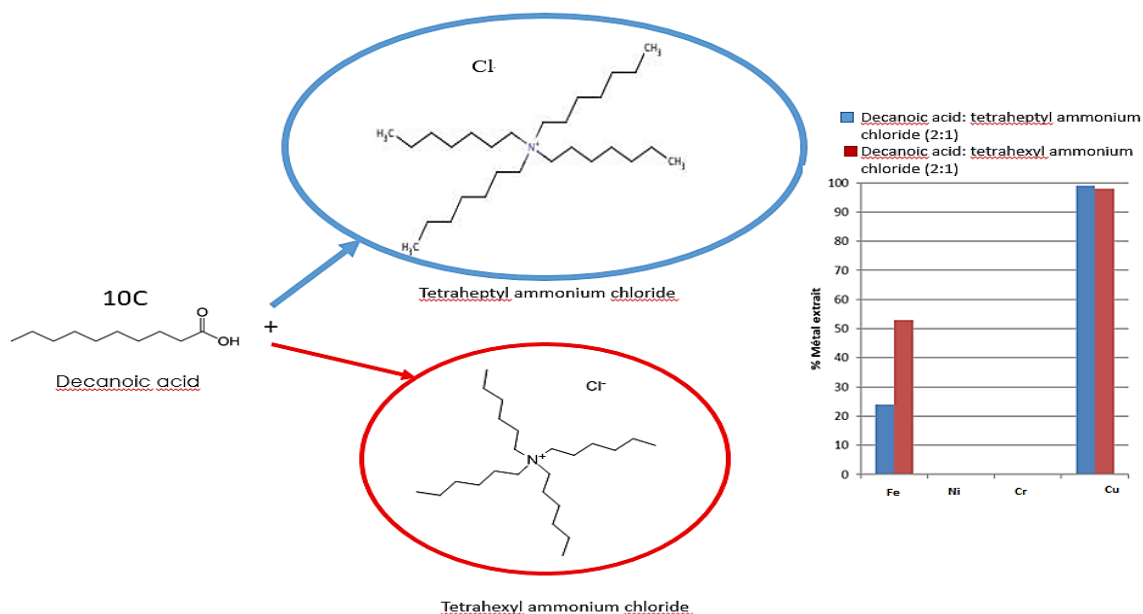 Cl-
CH₃
H₃C
N⁺
CH₃
H₃C
Tetraheptyl ammonium chloride
10C
O
OH
Decanoic acid
+
Cl⁻
N⁺
Tetrahexyl ammonium chloride
Decanoic acid: tetraheptyl ammonium
chloride (2:1)
Decanoic acid: tetrahexyl ammonium
chloride (2:1)
% Métal extrait
100
90
80
70
60
50
40
30
20
10
0
Fe Ni Cr Cu